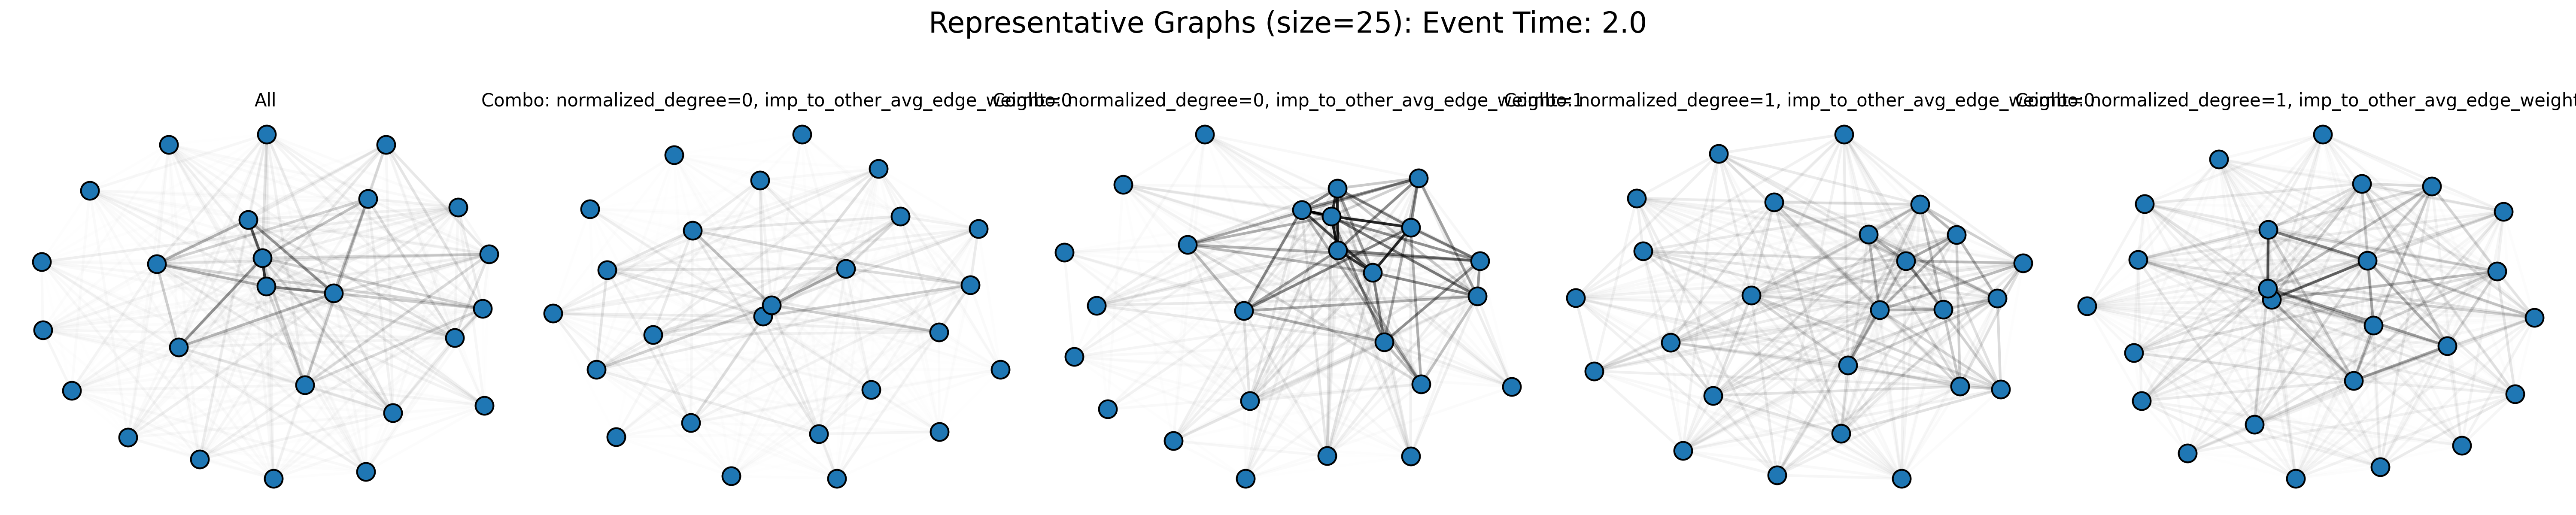 Representative Graphs (size=25): Event Time: 2.0
All
Combo: normalized_degree=0, imp_to_other_avg_edge_weight=0
Combo: normalized_degree=0, imp_to_other_avg_edge_weight=1
Combo: normalized_degree=1, imp_to_other_avg_edge_weight=0
Combo: normalized_degree=1, imp_to_other_avg_edge_weight